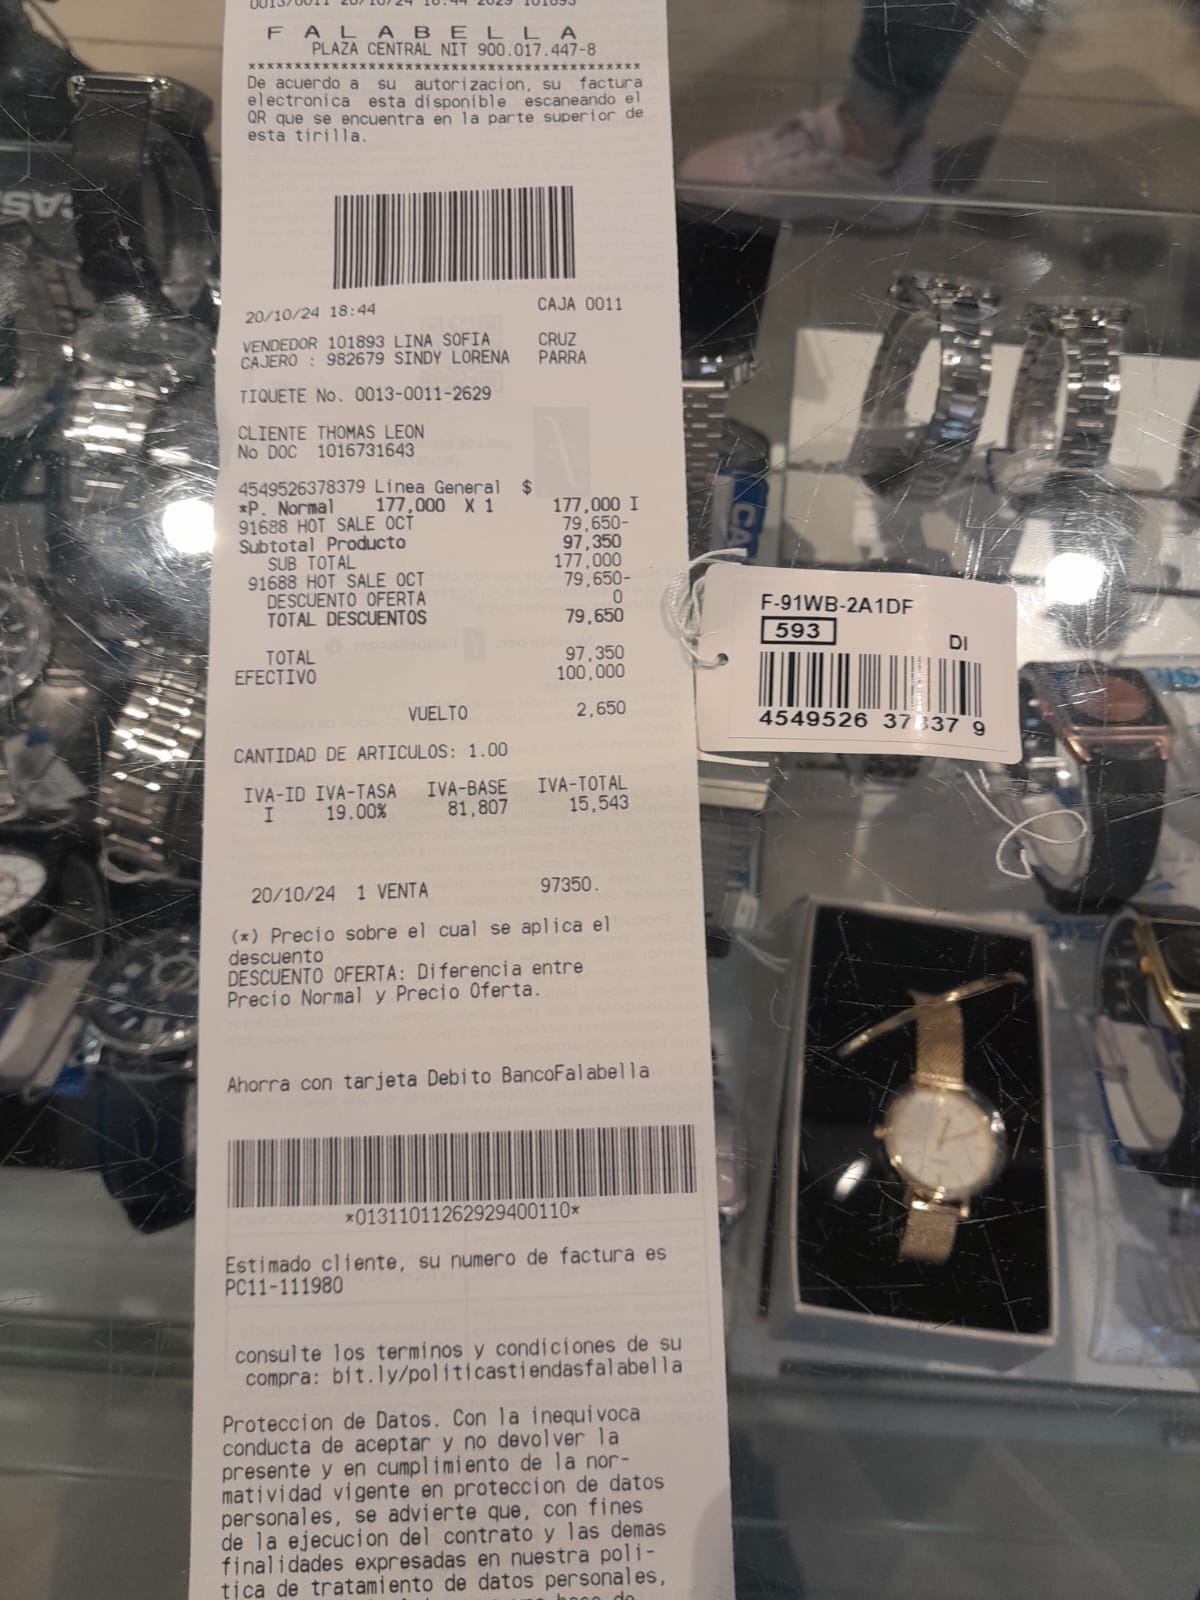 0013/0011 20/10/24 18:44 2629 101893
F A L A B E L L A
PLAZA CENTRAL NIT 900.017.447-8
******************************************
De acuerdo a su autorizacion, su factura
electronica esta disponible escaneando el
QR que se encuentra en la parte superior de
esta tirilla.
20/10/24 18:44 CAJA 0011
VENDEDOR 101893 LINA SOFIA CRUZ
CAJERO : 982679 SINDY LORENA PARRA
TIQUETE No. 0013-0011-2629
CLIENTE THOMAS LEON
No DOC 1016731643
4549526378379 Linea General $
*P. Normal 177,000 X 1 177,000 I
91688 HOT SALE OCT 79,650-
Subtotal Producto 97,350
SUB TOTAL 177,000
91688 HOT SALE OCT 79,650-
DESCUENTO OFERTA 0
TOTAL DESCUENTOS 79,650
TOTAL 97,350
EFECTIVO 100,000
VUELTO 2,650
CANTIDAD DE ARTICULOS: 1.00
IVA-ID IVA-TASA IVA-BASE IVA-TOTAL
I 19.00% 81,807 15,543
20/10/24 1 VENTA 97350.
(*) Precio sobre el cual se aplica el
descuento
DESCUENTO OFERTA: Diferencia entre
Precio Normal y Precio Oferta.
Ahorra con tarjeta Debito BancoFalabella
*01311011262929400110*
Estimado cliente, su numero de factura es
PC11-111980
consulte los terminos y condiciones de su
compra: bit.ly/politicastiendasfalabella
Proteccion de Datos. Con la inequivoca
conducta de aceptar y no devolver la
presente y en cumplimiento de la nor-
matividad vigente en proteccion de datos
personales, se advierte que, con fines
de la ejecucion del contrato y las demas
finalidades expresadas en nuestra poli-
tica de tratamiento de datos personales,
F-91WB-2A1DF
593
DI
4549526 37837 9